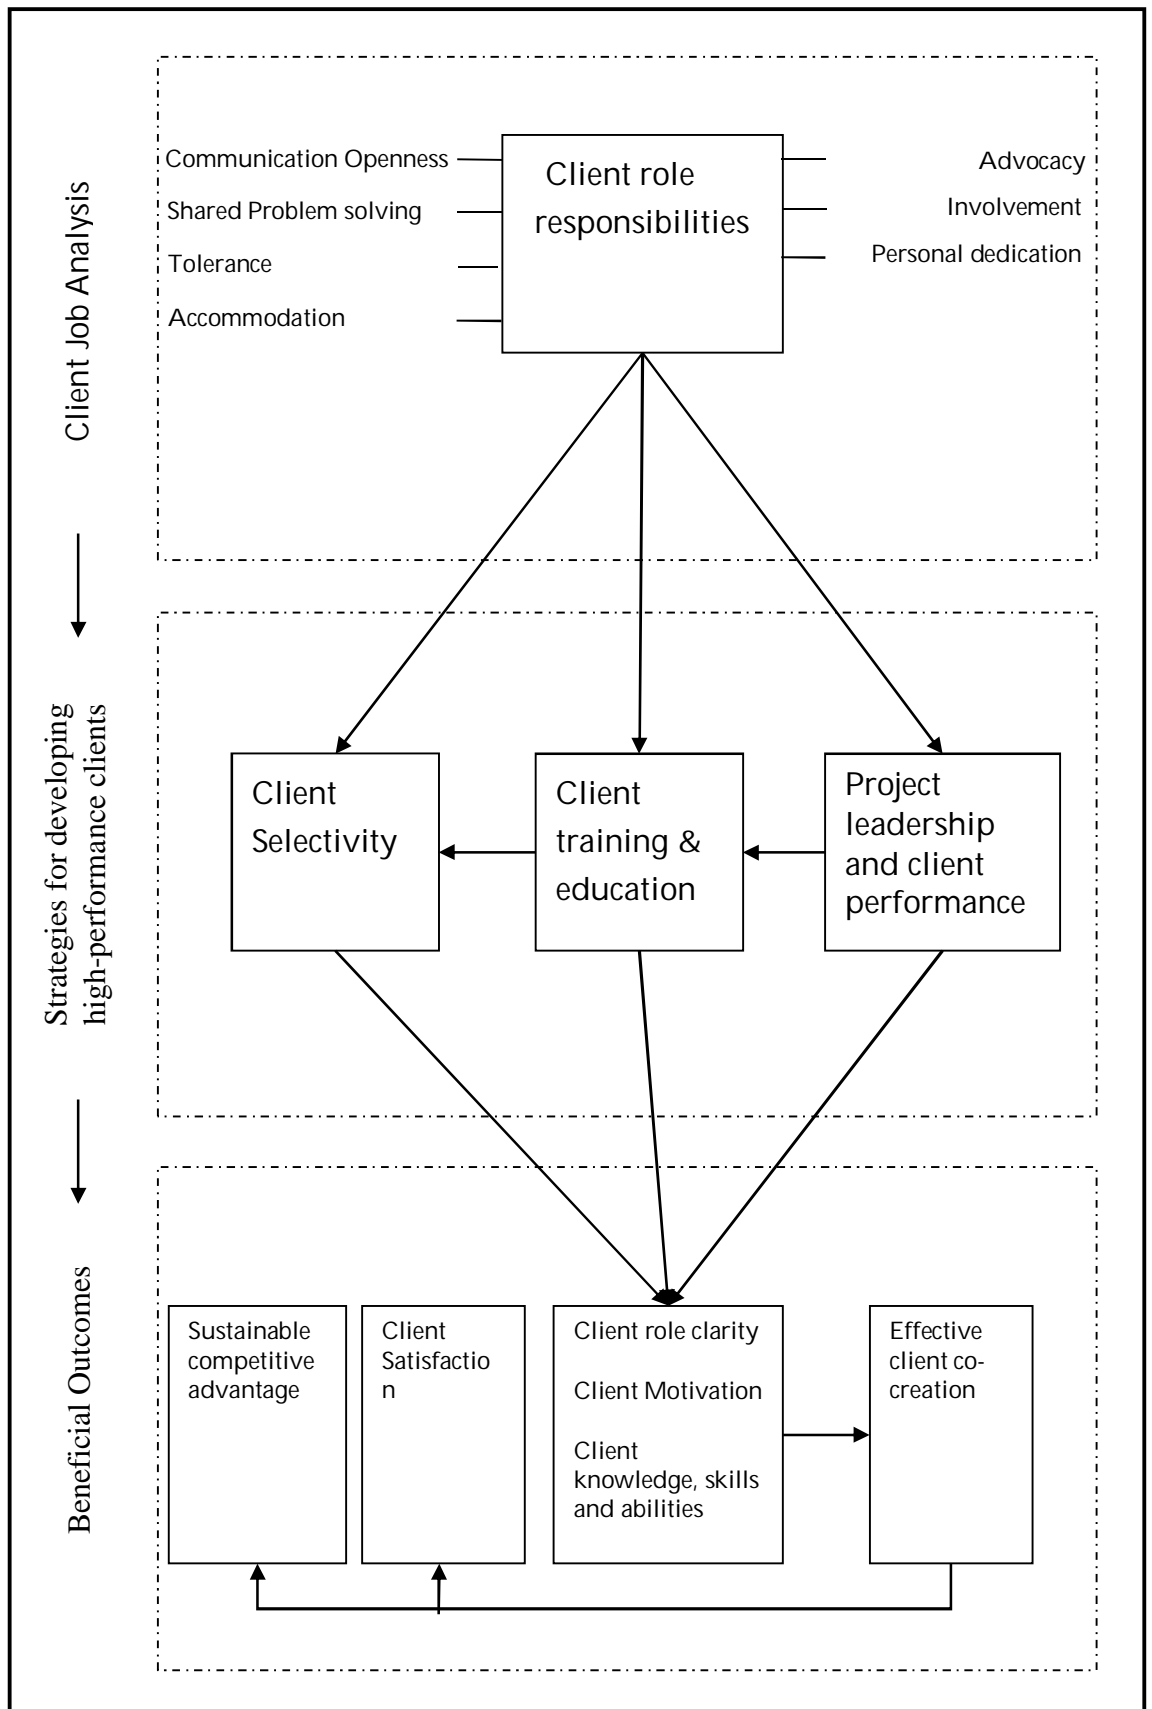 Client Job Analysis
Communication Openness
Shared Problem solving
Tolerance
Accommodation
Client role
responsibilities
Advocacy
Involvement
Personal dedication
Strategies for developing
high-performance clients
Client
Selectivity
Client
training &
education
Project
leadership
and client
performance
Beneficial Outcomes
Sustainable
competitive
advantage
Client
Satisfactio
n
Client role clarity
Client Motivation
Client
knowledge, skills
and abilities
Effective
client co-
creation